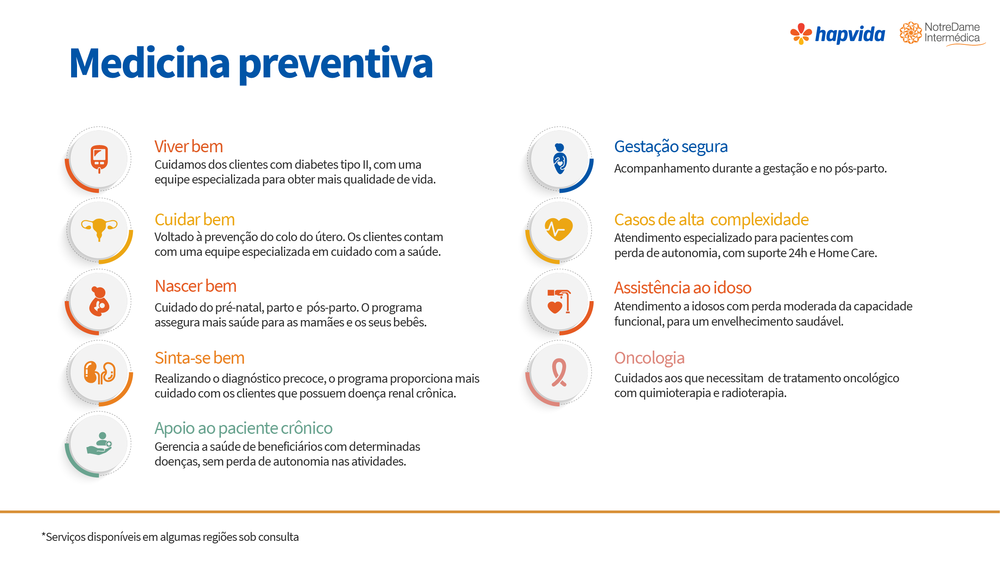 hapvida
NotreDame
Intermédica
Medicina preventiva
Viver bem
Cuidamos dos clientes com diabetes tipo II, com uma
equipe especializada para obter mais qualidade de vida.
Cuidar bem
Voltado à prevenção do colo do útero. Os clientes contam
com uma equipe especializada em cuidado com a saúde.
Nascer bem
Cuidado do pré-natal, parto e pós-parto. O programa
assegura mais saúde para as mamães e os seus bebês.
Sinta-se bem
Realizando o diagnóstico precoce, o programa proporciona mais
cuidado com os clientes que possuem doença renal crônica.
Apoio ao paciente crônico
Gerencia a saúde de beneficiários com determinadas
doenças, sem perda de autonomia nas atividades.
Gestação segura
Acompanhamento durante a gestação e no pós-parto.
Casos de alta complexidade
Atendimento especializado para pacientes com
perda de autonomia, com suporte 24h e Home Care.
Assistência ao idoso
Atendimento a idosos com perda moderada da capacidade
funcional, para um envelhecimento saudável.
Oncologia
Cuidados aos que necessitam de tratamento oncológico
com quimioterapia e radioterapia.
*Serviços disponíveis em algumas regiões sob consulta